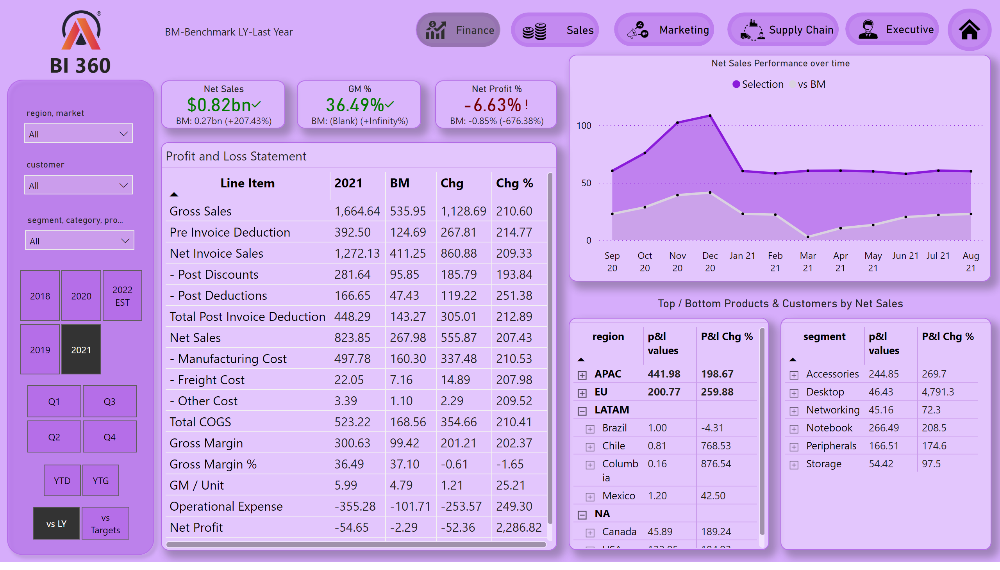 ®
BI 360
BM-Benchmark LY-Last Year
Finance
Sales
Marketing
Supply Chain
Executive
region, market
All
customer
All
segment, category, pro...
All
2018 2020 2022 EST
2019 2021
Q1 Q3
Q2 Q4
YTD YTG
vs LY vs Targets
Net Sales
$0.82bn
BM: 0.27bn (+207.43%)
GM %
36.49%
BM: (Blank) (+Infinity%)
Net Profit %
-6.63% !
BM: -0.85% (-676.38%)
Profit and Loss Statement
Line Item 2021 BM Chg Chg %
Gross Sales 1,664.64 535.95 1,128.69 210.60
Pre Invoice Deduction 392.50 124.69 267.81 214.77
Net Invoice Sales 1,272.13 411.25 860.88 209.33
- Post Discounts 281.64 95.85 185.79 193.84
- Post Deductions 166.65 47.43 119.22 251.38
Total Post Invoice Deduction 448.29 143.27 305.01 212.89
Net Sales 823.85 267.98 555.87 207.43
- Manufacturing Cost 497.78 160.30 337.48 210.53
- Freight Cost 22.05 7.16 14.89 207.98
- Other Cost 3.39 1.10 2.29 209.52
Total COGS 523.22 168.56 354.66 210.41
Gross Margin 300.63 99.42 201.21 202.37
Gross Margin % 36.49 37.10 -0.61 -1.65
GM / Unit 5.99 4.79 1.21 25.21
Operational Expense -355.28 -101.71 -253.57 249.30
Net Profit -54.65 -2.29 -52.36 2,286.82
Net Sales Performance over time
Selection vs BM
100
50
0
Sep 20 Oct 20 Nov 20 Dec 20 Jan 21 Feb 21 Mar 21 Apr 21 May 21 Jun 21 Jul 21 Aug 21
Top / Bottom Products & Customers by Net Sales
region p&l values P&l Chg %
APAC 441.98 198.67
EU 200.77 259.88
LATAM
Brazil 1.00 -4.31
Chile 0.81 768.53
Columb 0.16 876.54
ia
Mexico 1.20 42.50
NA
Canada 45.89 189.24
segment p&l values P&l Chg %
Accessories 244.85 269.7
Desktop 46.43 4,791.3
Networking 45.16 72.3
Notebook 266.49 208.5
Peripherals 166.51 174.6
Storage 54.42 97.5